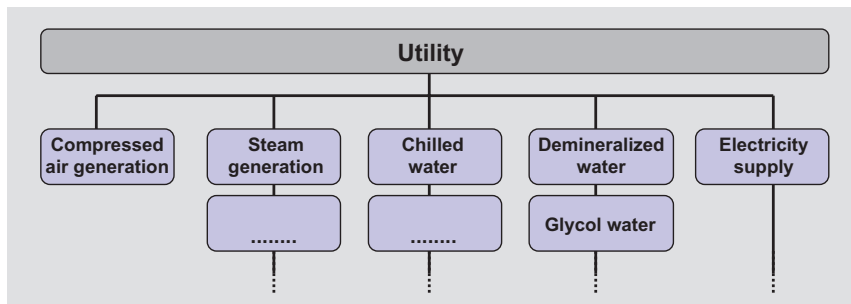 Utility
Compressed
air generation
Steam
generation
Chilled
water
Demineralized
water
Electricity
supply
........
........
Glycol water